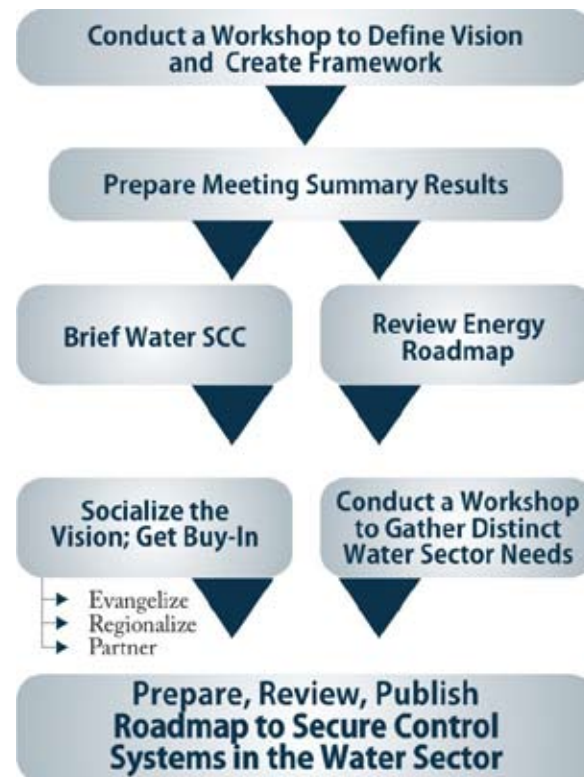 Conduct a Workshop to Define Vision
and Create Framework
Prepare Meeting Summary Results
Brief Water SCC
Review Energy
Roadmap
Socialize the
Vision; Get Buy-In
Evangelize
Regionalize
Partner
Conduct a Workshop
to Gather Distinct
Water Sector Needs
Prepare, Review, Publish
Roadmap to Secure Control
Systems in the Water Sector